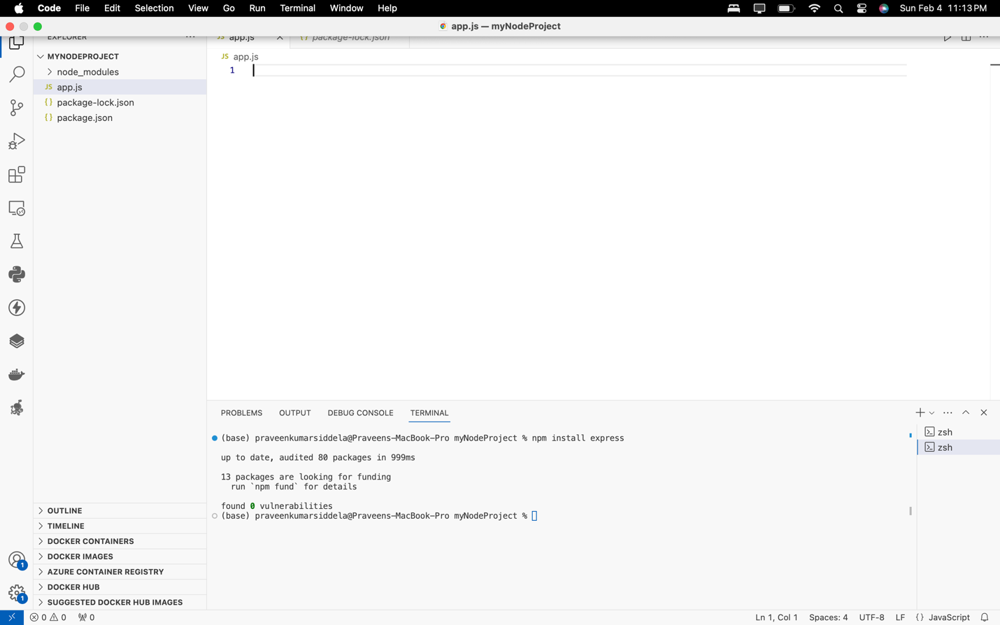 Code File Edit Selection View Go Run Terminal Window Help Sun Feb 4 11:13 PM
app.js — myNodeProject
EXPLORER
JS app.js
{} package-lock.json
MYNODEPROJECT
JS app.js
node_modules
1
JS app.js
{} package-lock.json
{} package.json
PROBLEMS OUTPUT DEBUG CONSOLE TERMINAL
(base) praveenkumarsiddela@Praveens-MacBook-Pro myNodeProject % npm install express
zsh
zsh
up to date, audited 80 packages in 999ms
13 packages are looking for funding
run `npm fund` for details
found 0 vulnerabilities
(base) praveenkumarsiddela@Praveens-MacBook-Pro myNodeProject %
OUTLINE
TIMELINE
DOCKER CONTAINERS
DOCKER IMAGES
AZURE CONTAINER REGISTRY
DOCKER HUB
SUGGESTED DOCKER HUB IMAGES
1
1
0 0 0
Ln 1, Col 1 Spaces: 4 UTF-8 LF {} JavaScript